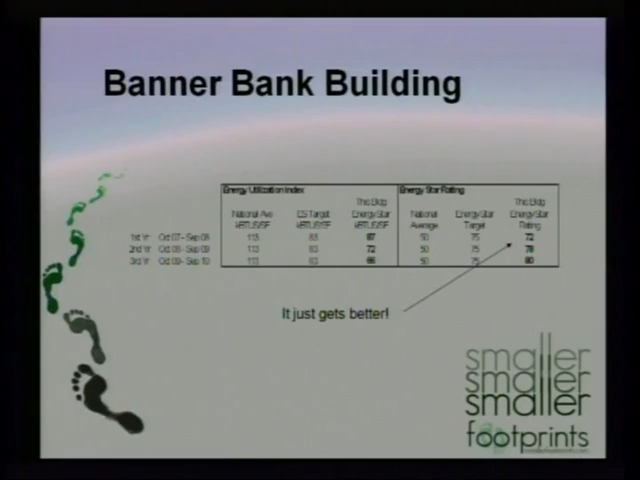 Banner Bank Building
Energy Utilization Index Energy Star Rating
This Bldg This Bldg
National Ave ES Target Energy Star National Energy Star Energy Star
kBTU/SF kBTU/SF kBTU/SF Average Target Rating
1st Yr Oct 07 - Sep 08 113 83 87 50 75 72
2nd Yr Oct 08 - Sep 09 113 83 72 50 75 78
3rd Yr Oct 09 - Sep 10 113 83 66 50 75 80
It just gets better!
smaller
smaller
smaller
footprints